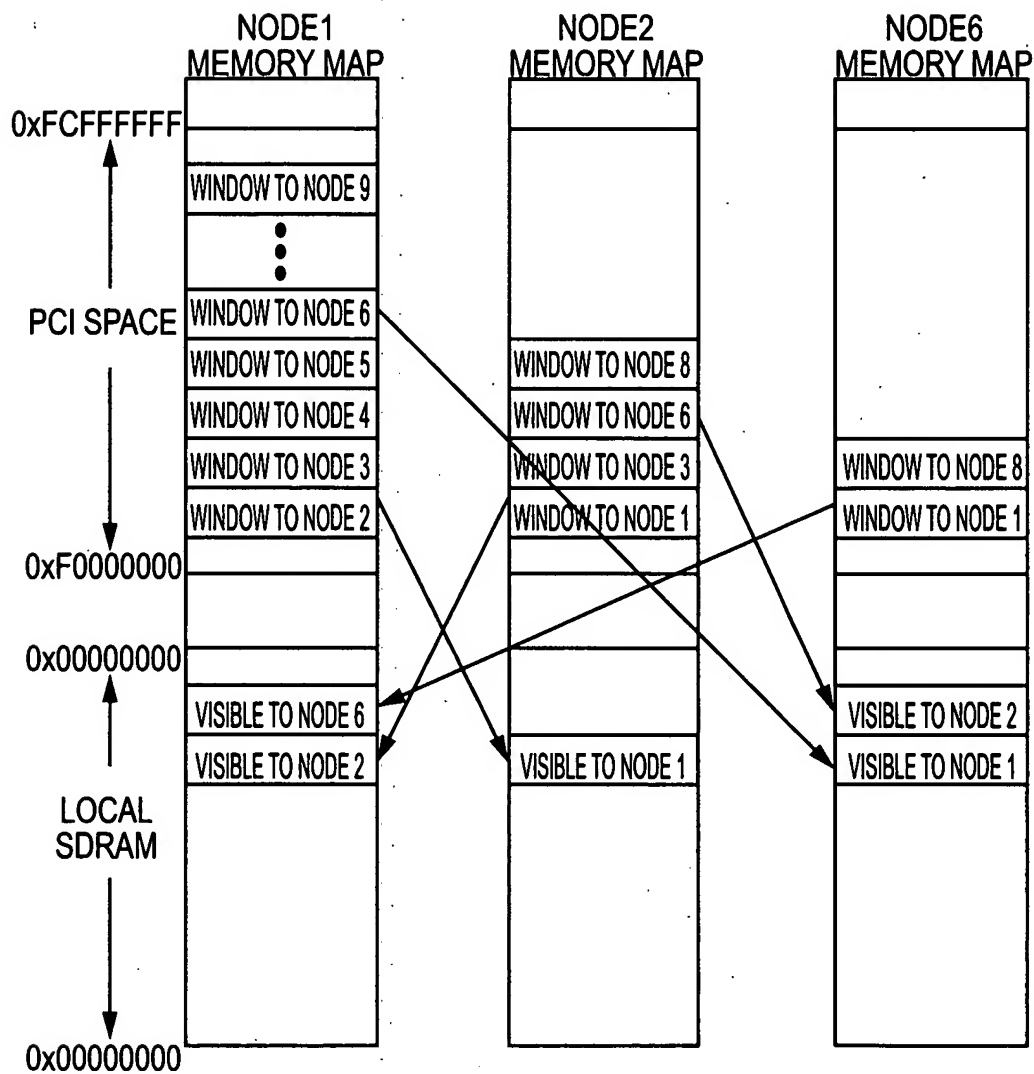 NODE1
MEMORY MAP
NODE2
MEMORY MAP
NODE6
MEMORY MAP
0xFCFFFFFF
WINDOW TO NODE 9
PCI SPACE
WINDOW TO NODE 6
WINDOW TO NODE 5
WINDOW TO NODE 4
WINDOW TO NODE 3
WINDOW TO NODE 2
WINDOW TO NODE 8
WINDOW TO NODE 6
WINDOW TO NODE 3
WINDOW TO NODE 1
WINDOW TO NODE 8
WINDOW TO NODE 1
0xF0000000
0x00000000
VISIBLE TO NODE 6
VISIBLE TO NODE 2
VISIBLE TO NODE 1
VISIBLE TO NODE 2
VISIBLE TO NODE 1
LOCAL
SDRAM
0x00000000